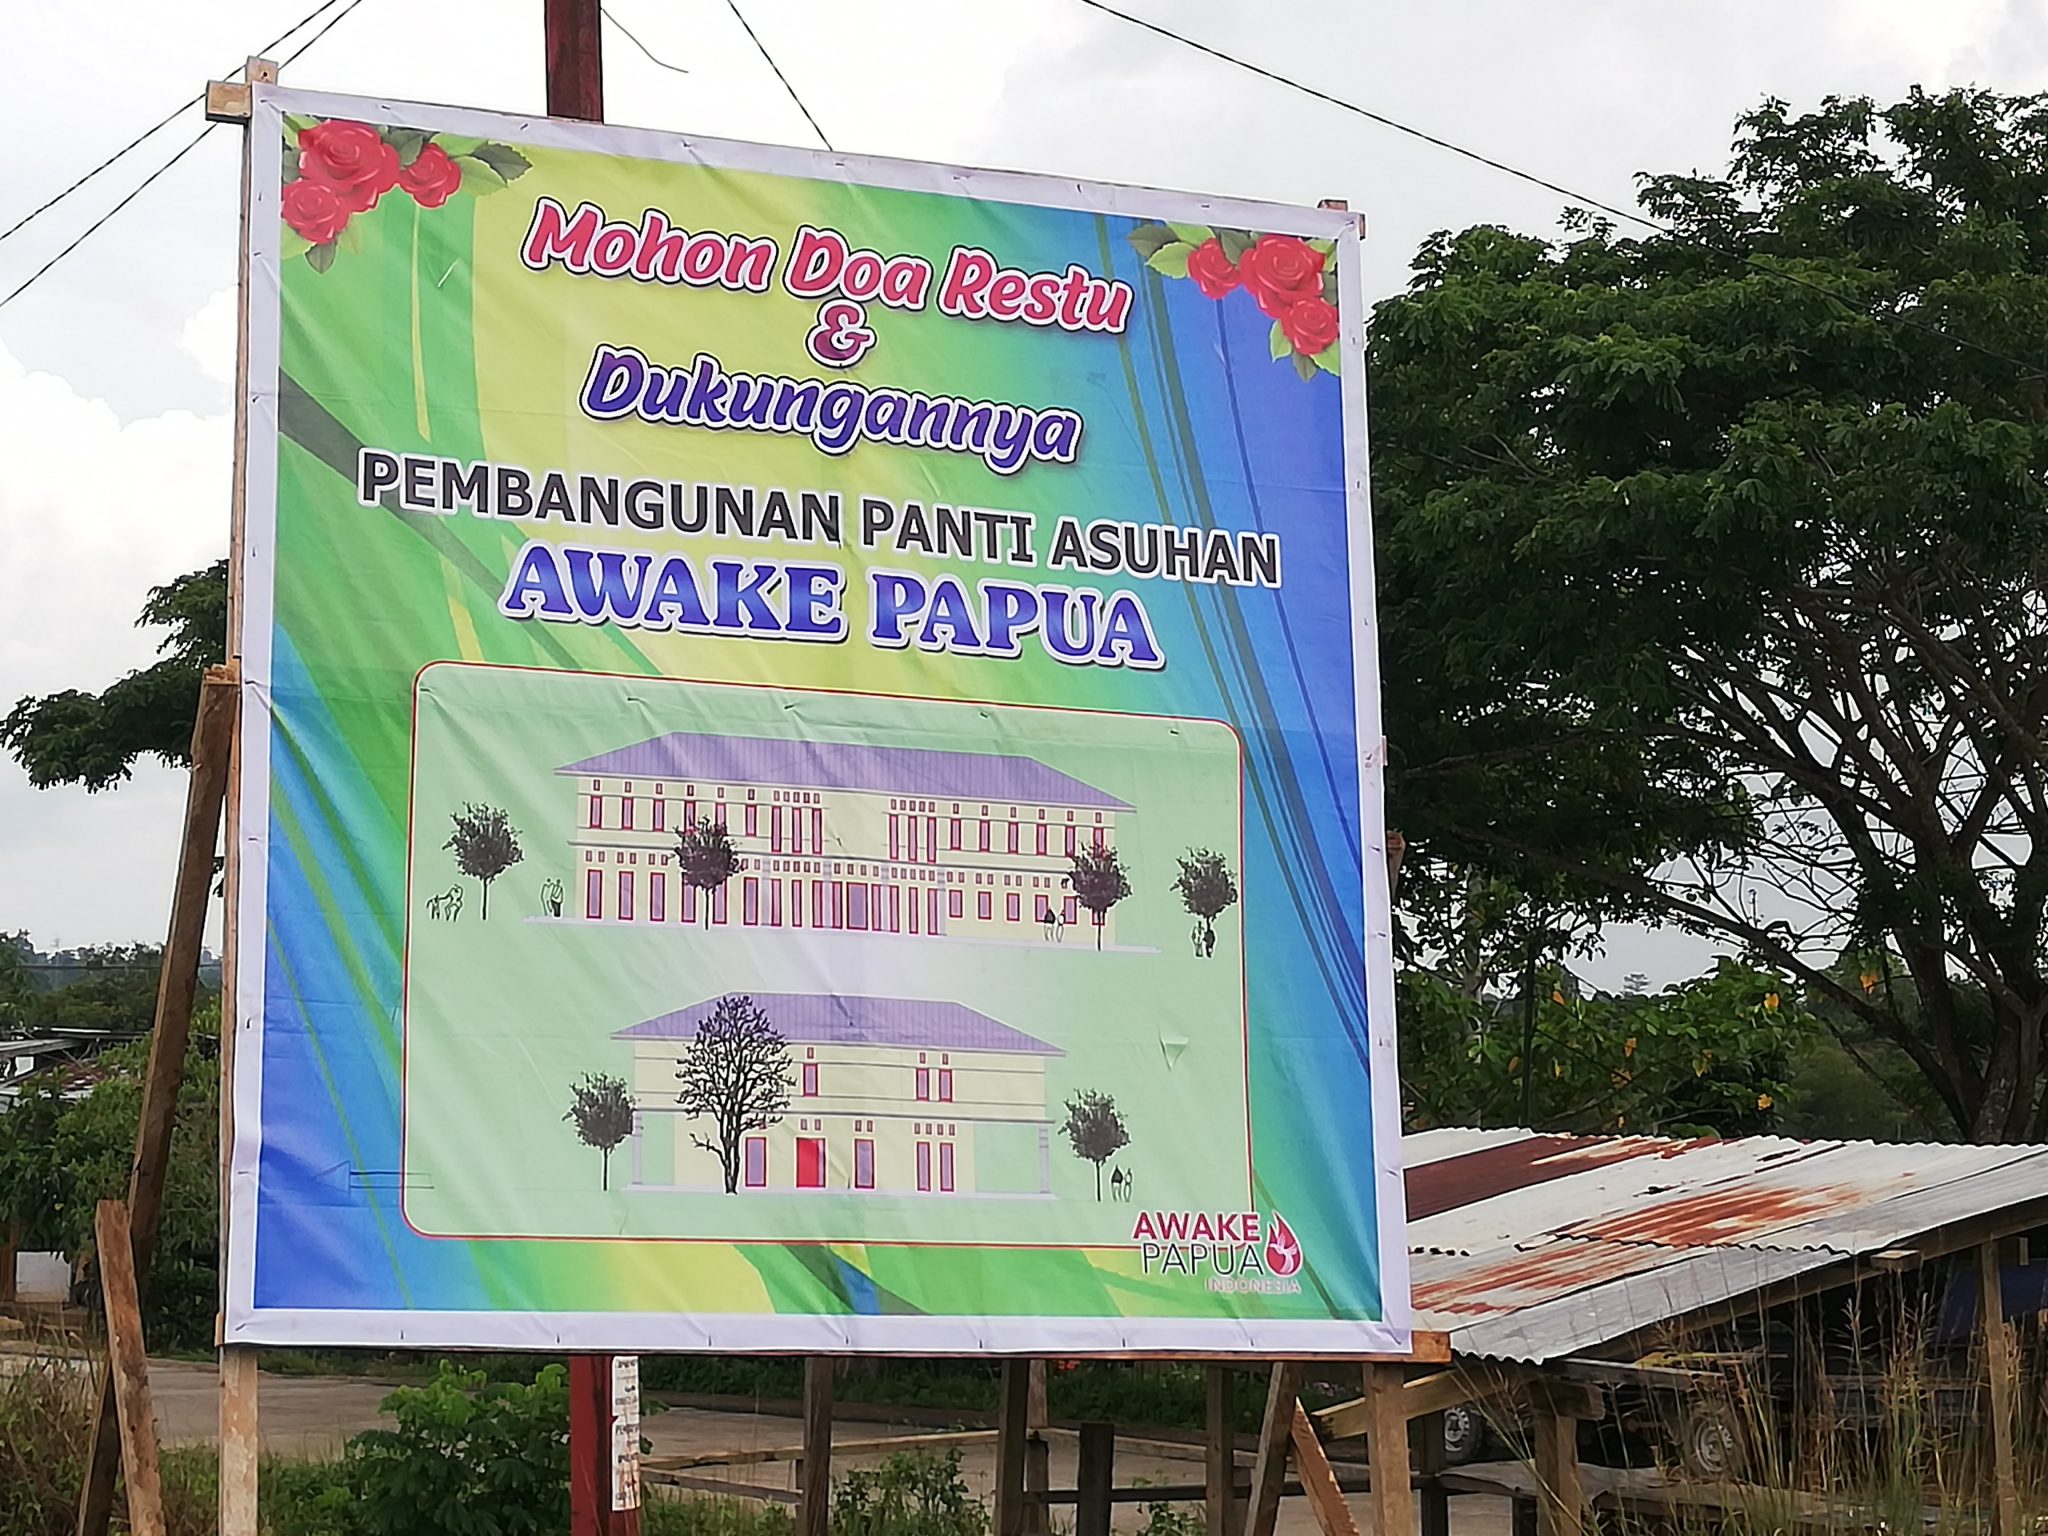 Mohon Doa Restu
&
Dukungannya
PEMBANGUNAN PANTI ASUHAN
AWAKE PAPUA
AWAKE
PAPUA
INDONESIA